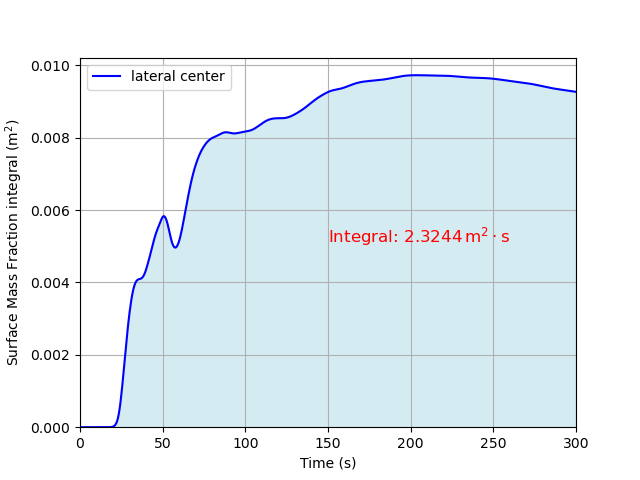 lateral center
Surface Mass Fraction integral (m²)
0.010
0.008
0.006
0.004
0.002
0.000
Integral: 2.3244 m² · s
0 50 100 150 200 250 300
Time (s)